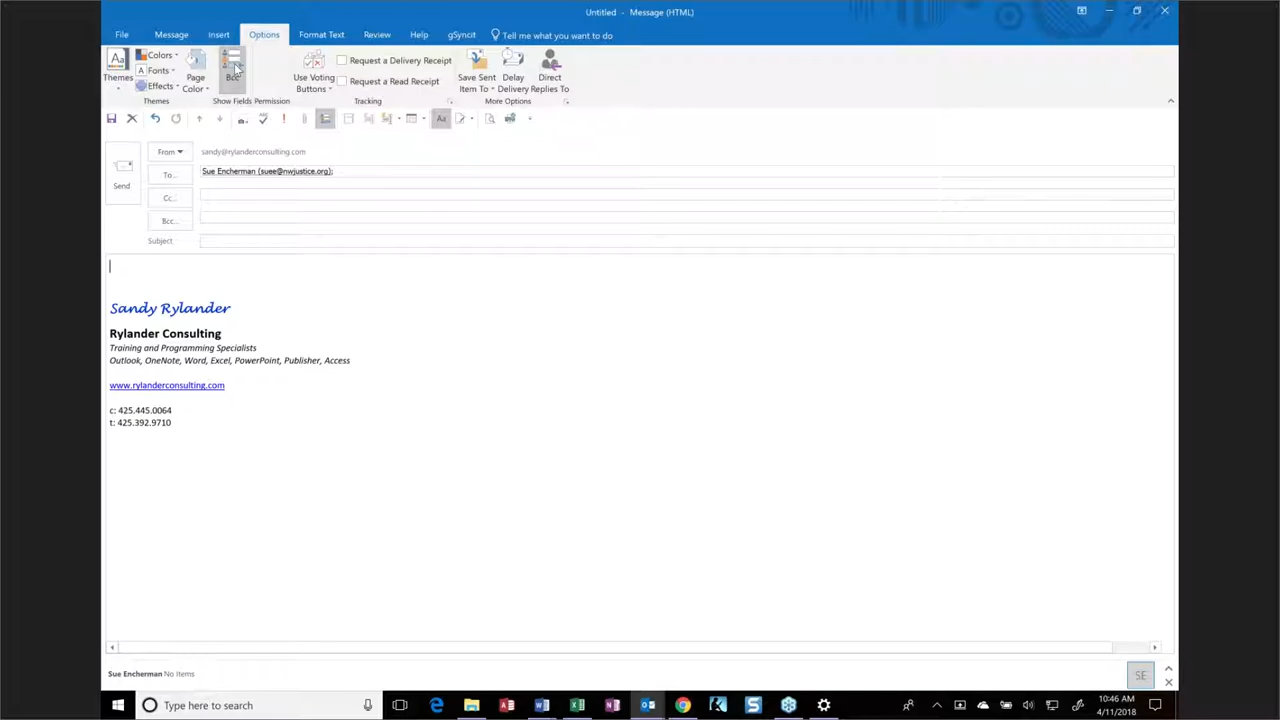 Untitled - Message (HTML)
File Message Insert Options Format Text Review Help gSyncit Tell me what you want to do
Themes Colors Fonts Effects Page Color Bcc Use Voting Buttons Request a Delivery Receipt Request a Read Receipt Save Sent Item To Delay Delivery Direct Replies To
Themes Show Fields Permission Tracking More Options
Send
From sandy@rylanderconsulting.com
To... Sue Encherman (suee@nwjustice.org);
Cc...
Bcc...
Subject
Sandy Rylander
Rylander Consulting
Training and Programming Specialists
Outlook, OneNote, Word, Excel, PowerPoint, Publisher, Access
www.rylanderconsulting.com
c: 425.445.0064
t: 425.392.9710
Sue Encherman No Items
SE
Type here to search
10:46 AM
4/11/2018